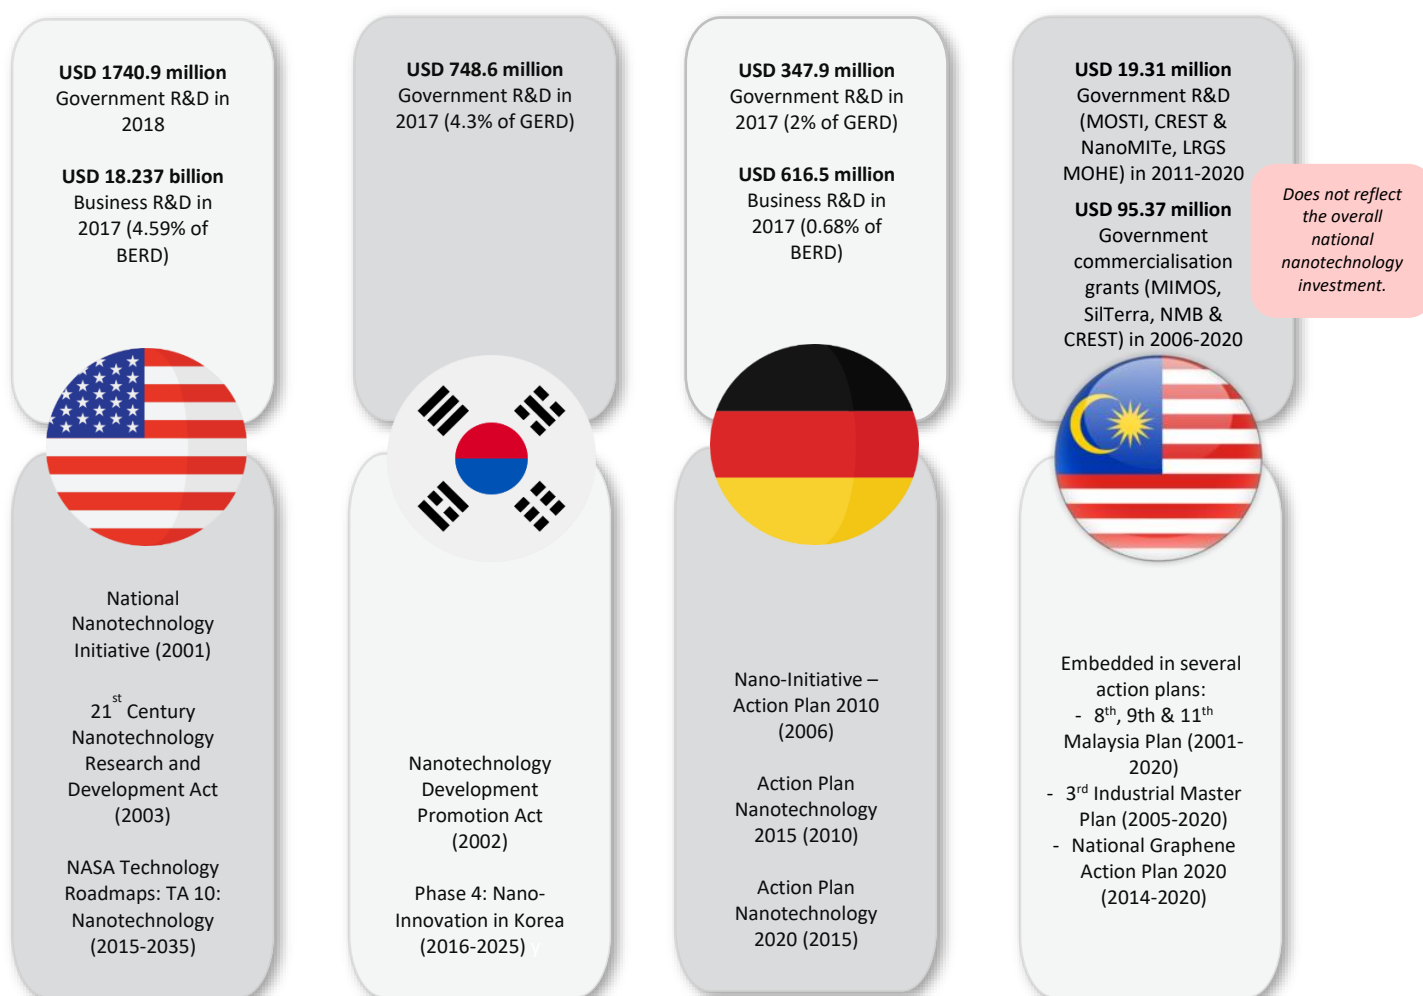 USD 1740.9 million
Government R&D in
2018
USD 18.237 billion
Business R&D in
2017 (4.59% of
BERD)
USD 748.6 million
Government R&D in
2017 (4.3% of GERD)
USD 347.9 million
Government R&D in
2017 (2% of GERD)
USD 616.5 million
Business R&D in
2017 (0.68% of
BERD)
USD 19.31 million
Government R&D
(MOSTI, CREST &
NanoMITe, LRGS
MOHE) in 2011-2020
USD 95.37 million
Government
commercialisation
grants (MIMOS,
SilTerra, NMB &
CREST) in 2006-2020
Does not reflect
the overall
national
nanotechnology
investment.
National
Nanotechnology
Initiative (2001)
21st Century
Nanotechnology
Research and
Development Act
(2003)
NASA Technology
Roadmaps: TA 10:
Nanotechnology
(2015-2035)
Nanotechnology
Development
Promotion Act
(2002)
Phase 4: Nano-
Innovation in Korea
(2016-2025) y
Nano-Initiative –
Action Plan 2010
(2006)
Action Plan
Nanotechnology
2015 (2010)
Action Plan
Nanotechnology
2020 (2015)
Embedded in several
action plans:
- 8th, 9th & 11th
Malaysia Plan (2001-
2020)
- 3rd Industrial Master
Plan (2005-2020)
- National Graphene
Action Plan 2020
(2014-2020)